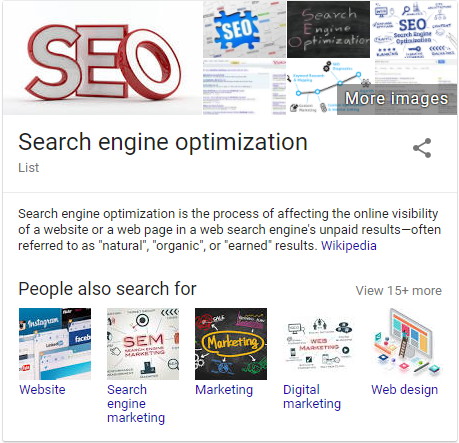 SEO
SEO
Search
Engine
Optimization
SEO
Search Engine
Optimization
More images
Search engine optimization
List
Search engine optimization is the process of affecting the online visibility
of a website or a web page in a web search engine's unpaid results—often
referred to as "natural", "organic", or "earned" results. Wikipedia
People also search for
View 15+ more
Instagram
LinkedIn
facebook
SEM
SEARCH ENGINE
MARKETING
SALE
Marketing
WEB
MARKETING
Website
Search
engine
marketing
Marketing
Digital
marketing
Web design